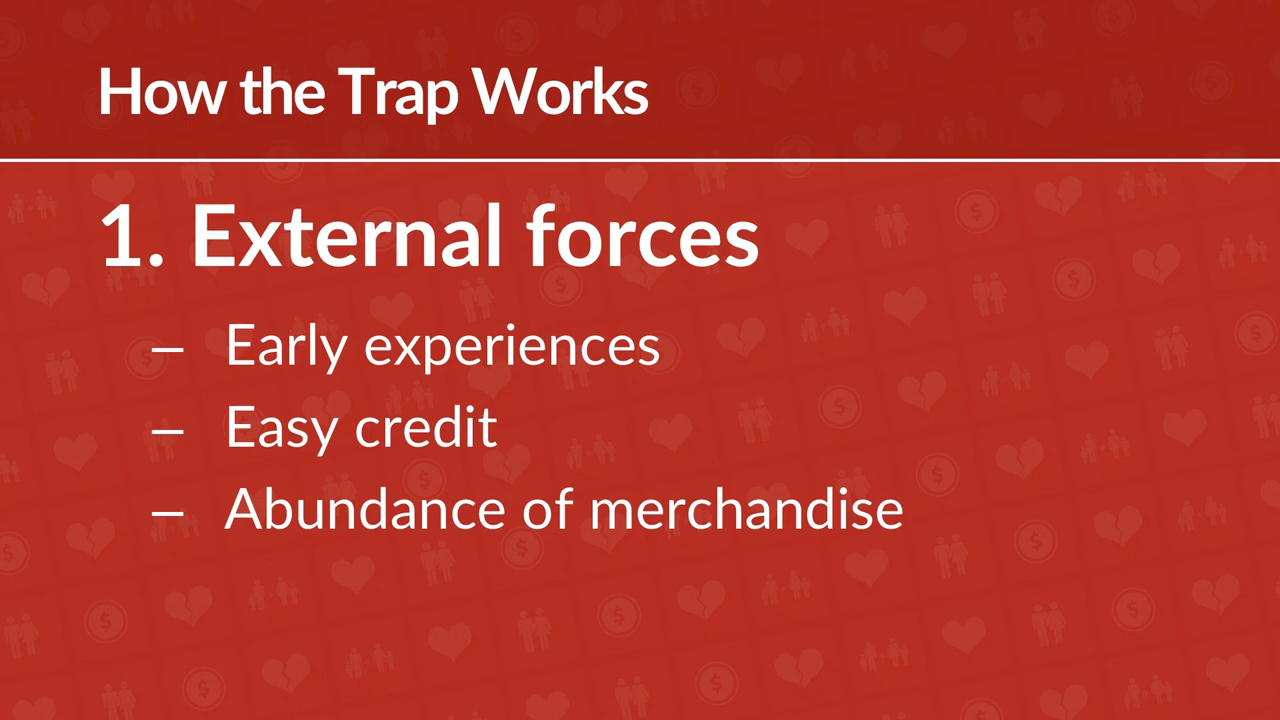 How the Trap Works
1. External forces
– Early experiences
– Easy credit
– Abundance of merchandise